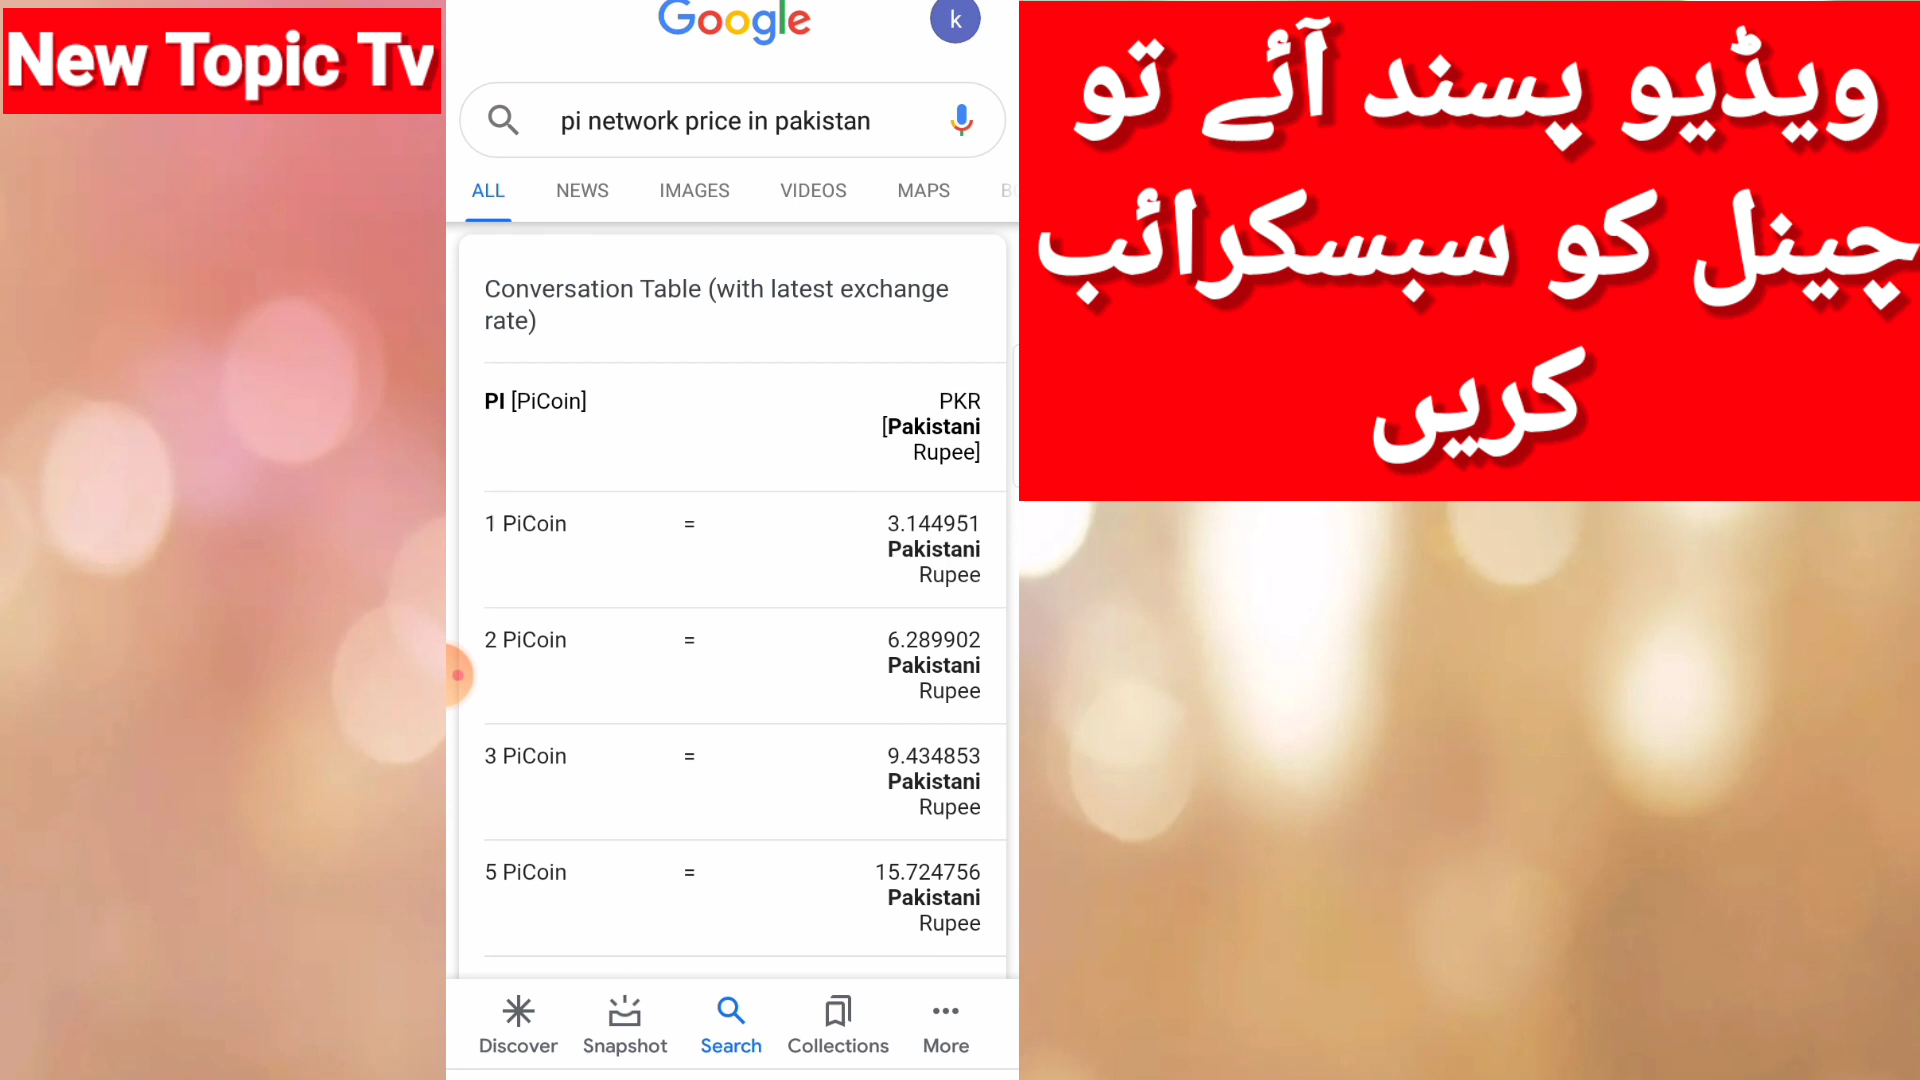 New Topic Tv
Google
k
pi network price in pakistan
ALL NEWS IMAGES VIDEOS MAPS
Conversation Table (with latest exchange
rate)
PI [PiCoin] PKR
[Pakistani
Rupee]
1 PiCoin = 3.144951
Pakistani
Rupee
2 PiCoin = 6.289902
Pakistani
Rupee
3 PiCoin = 9.434853
Pakistani
Rupee
5 PiCoin = 15.724756
Pakistani
Rupee
Discover Snapshot Search Collections More
ویڈیو پسند آئے تو
چینل کو سبسکرائب
کریں